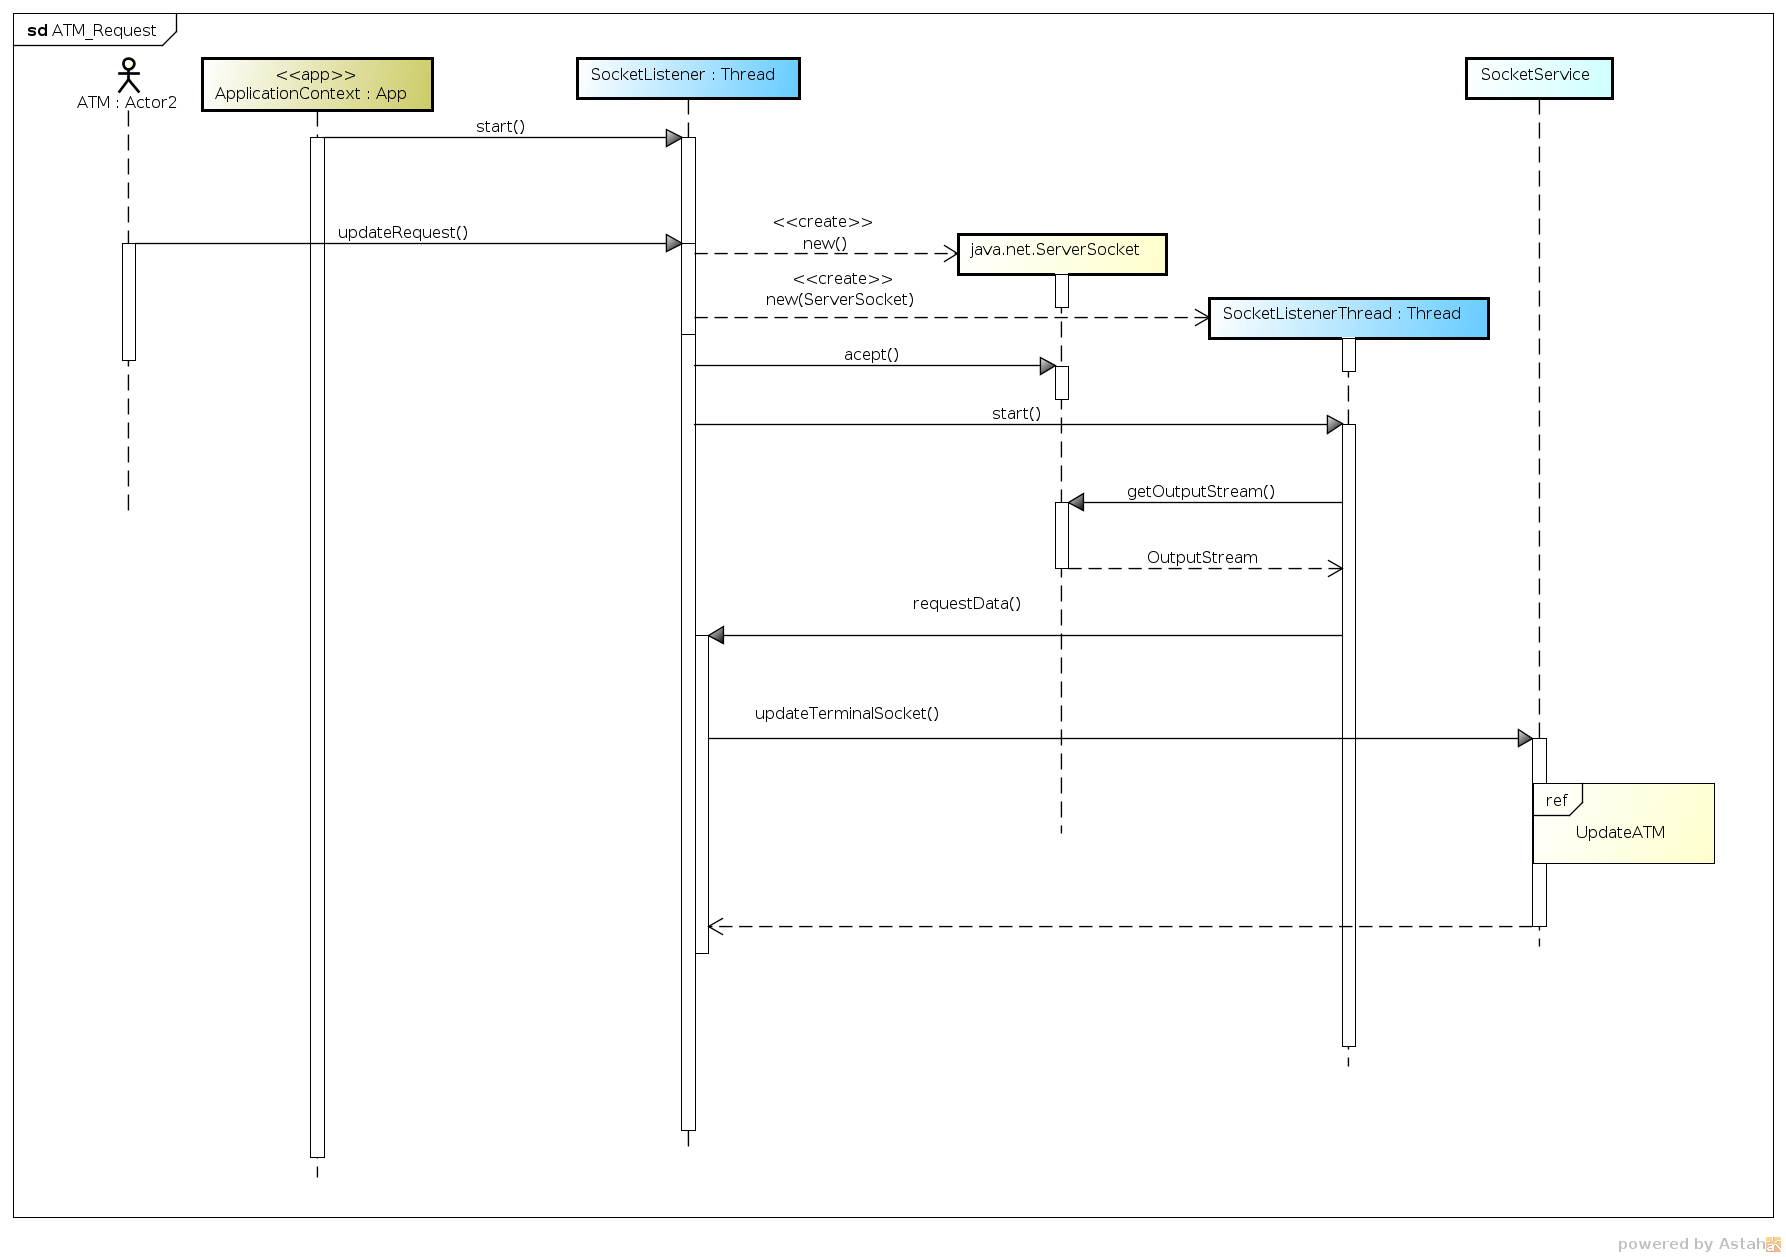 sd ATM_Request
ATM : Actor2
<<app>>
ApplicationContext : App
SocketListener : Thread
SocketService
start()
updateRequest()
<<create>>
new()
java.net.ServerSocket
<<create>>
new(ServerSocket)
SocketListenerThread : Thread
acept()
start()
getOutputStream()
OutputStream
requestData()
updateTerminalSocket()
ref
UpdateATM
powered by Astah